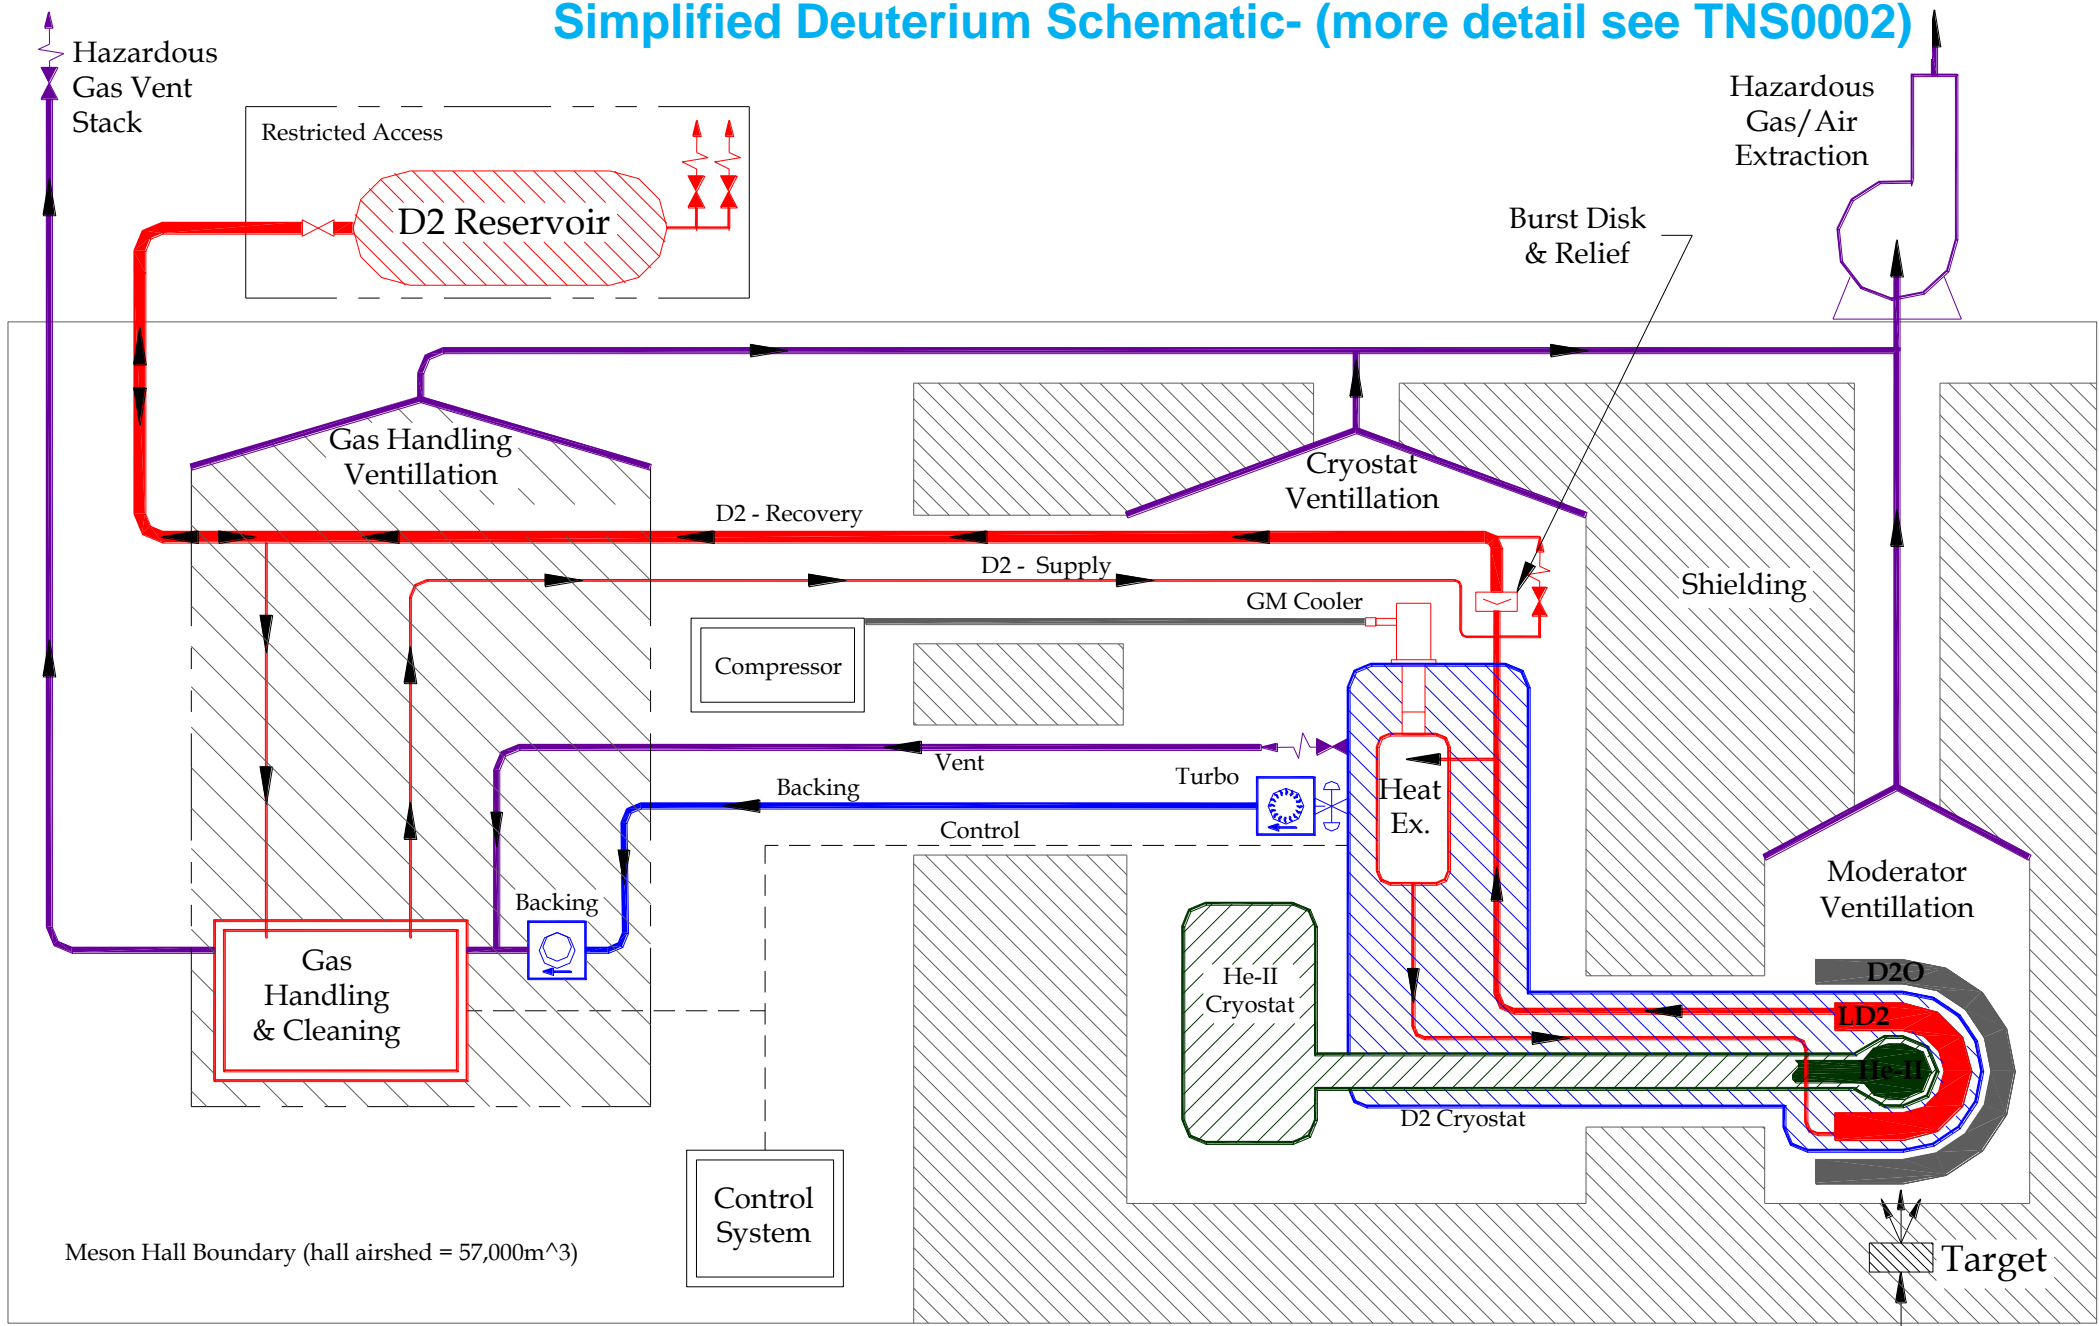 Simplified Deuterium Schematic- (more detail see TNS0002)
Hazardous
Gas Vent
Stack
Restricted Access
D2 Reservoir
Hazardous
Gas/Air
Extraction
Burst Disk
& Relief
Gas Handling
Ventillation
Cryostat
Ventillation
D2 - Recovery
D2 -  Supply
GM Cooler
Shielding
Compressor
Vent
Turbo
Backing
Heat
Ex.
Control
Moderator
Ventillation
Backing
Gas
Handling
& Cleaning
He-II
Cryostat
D2O
LD2
He-II
D2 Cryostat
Control
System
Meson Hall Boundary (hall airshed = 57,000m^3)
Target